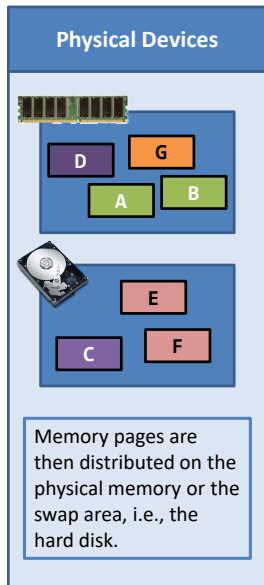 Physical Devices
D
G
A
B
E
C
F
Memory pages are
then distributed on the
physical memory or the
swap area, i.e., the
hard disk.